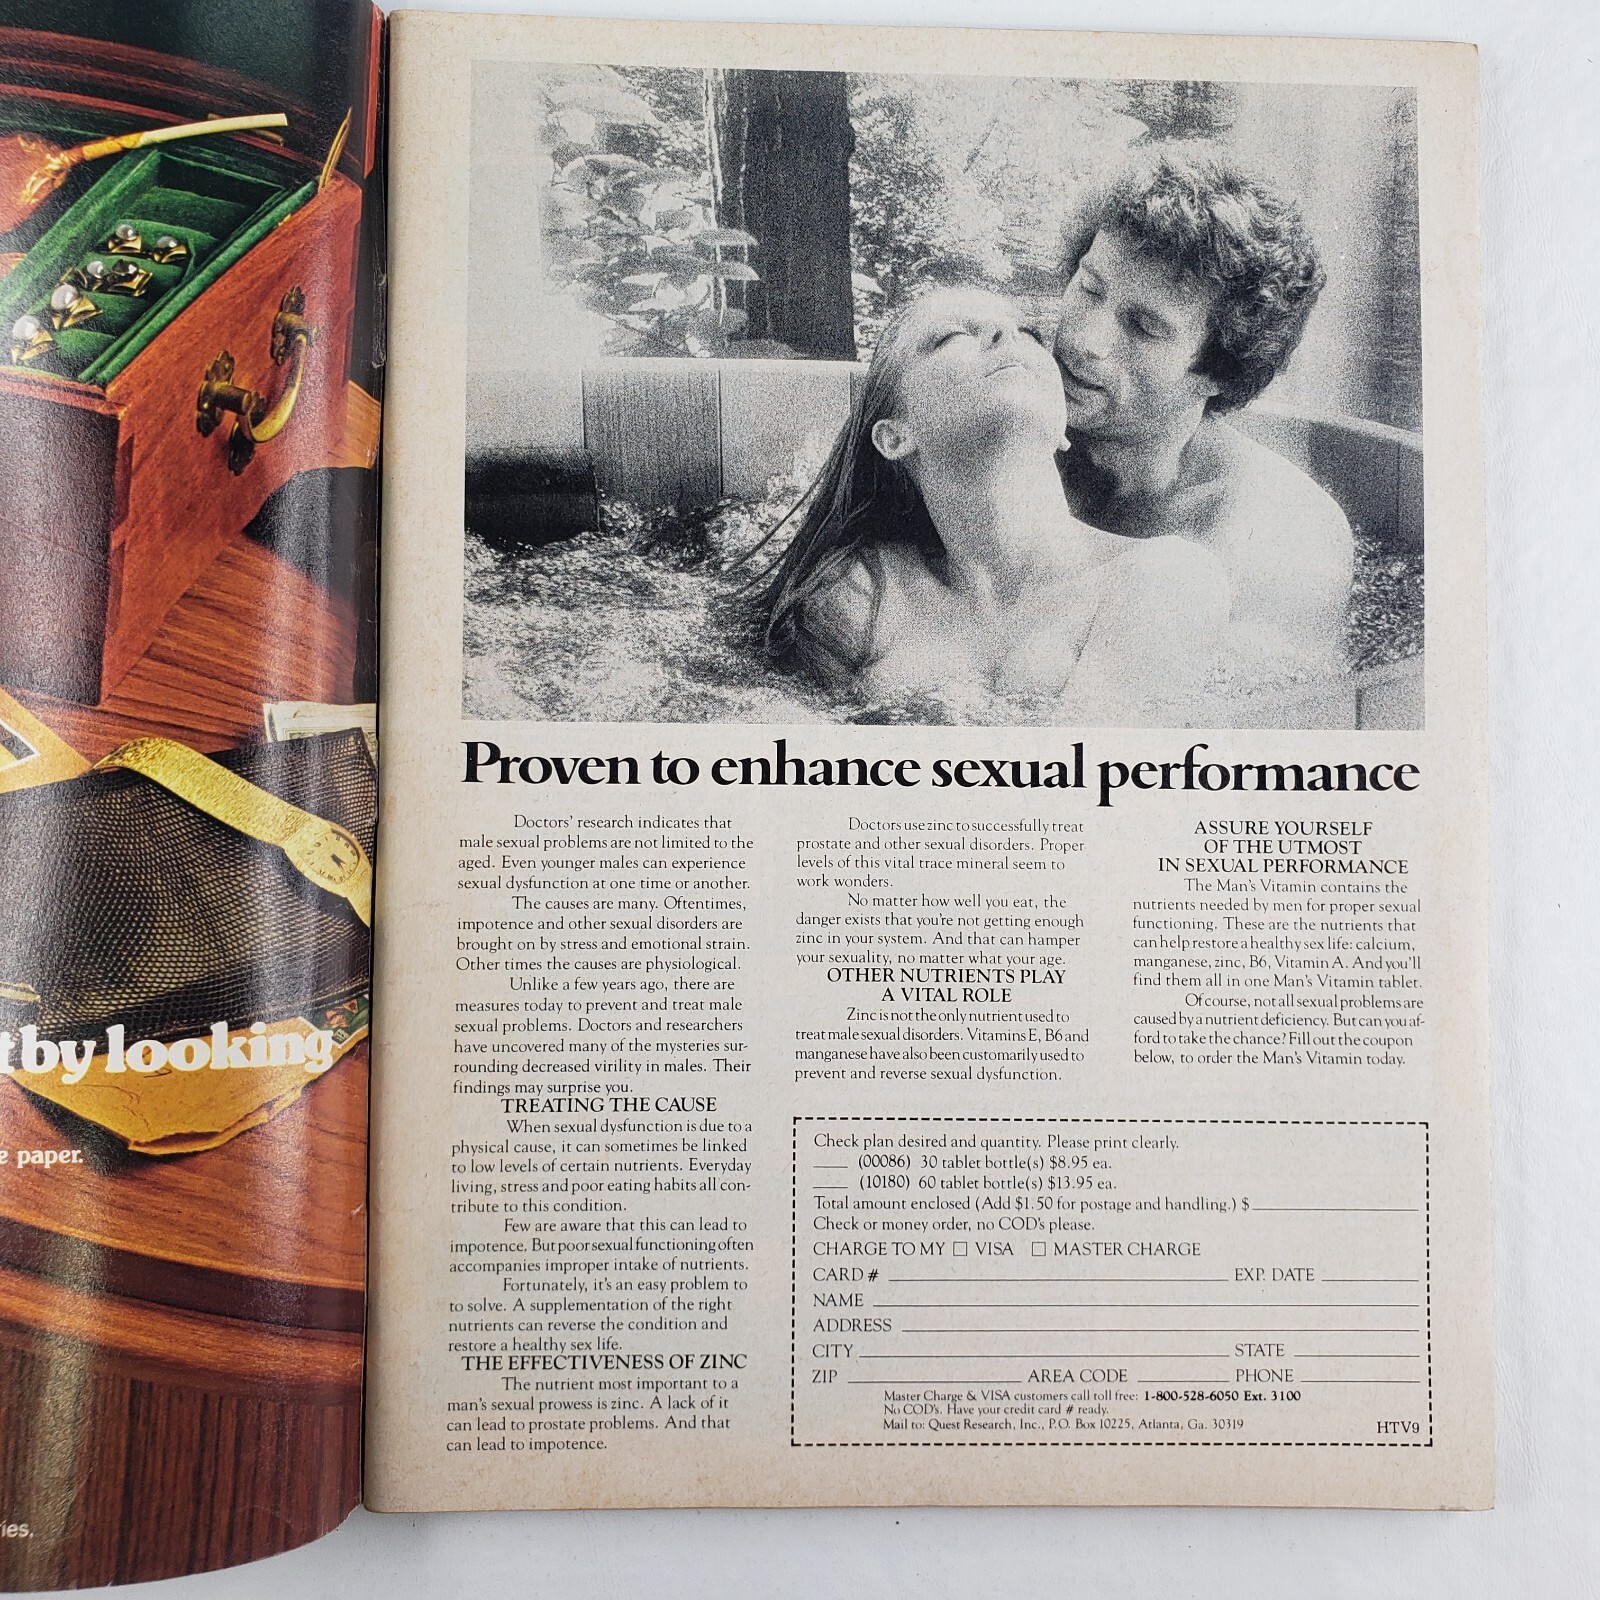 t by looking
e paper.
ries.
Proven to enhance sexual performance
Doctors' research indicates that
male sexual problems are not limited to the
aged. Even younger males can experience
sexual dysfunction at one time or another.
The causes are many. Oftentimes,
impotence and other sexual disorders are
brought on by stress and emotional strain.
Other times the causes are physiological.
Unlike a few years ago, there are
measures today to prevent and treat male
sexual problems. Doctors and researchers
have uncovered many of the mysteries sur-
rounding decreased virility in males. Their
findings may surprise you.
TREATING THE CAUSE
When sexual dysfunction is due to a
physical cause, it can sometimes be linked
to low levels of certain nutrients. Everyday
living, stress and poor eating habits all con-
tribute to this condition.
Few are aware that this can lead to
impotence. But poor sexual functioning often
accompanies improper intake of nutrients.
Fortunately, it's an easy problem to
to solve. A supplementation of the right
nutrients can reverse the condition and
restore a healthy sex life.
THE EFFECTIVENESS OF ZINC
The nutrient most important to a
man's sexual prowess is zinc. A lack of it
can lead to prostate problems. And that
can lead to impotence.
Doctors use zinc to successfully treat
prostate and other sexual disorders. Proper
levels of this vital trace mineral seem to
work wonders.
No matter how well you eat, the
danger exists that you're not getting enough
zinc in your system. And that can hamper
your sexuality, no matter what your age.
OTHER NUTRIENTS PLAY
A VITAL ROLE
Zinc is not the only nutrient used to
treat male sexual disorders. Vitamins E, B6 and
manganese have also been customarily used to
prevent and reverse sexual dysfunction.
ASSURE YOURSELF
OF THE UTMOST
IN SEXUAL PERFORMANCE
The Man's Vitamin contains the
nutrients needed by men for proper sexual
functioning. These are the nutrients that
can help restore a healthy sex life: calcium,
manganese, zinc, B6, Vitamin A. And you'll
find them all in one Man's Vitamin tablet.
Of course, not all sexual problems are
caused by a nutrient deficiency. But can you af-
ford to take the chance? Fill out the coupon
below, to order the Man's Vitamin today.
Check plan desired and quantity. Please print clearly.
____ (00086) 30 tablet bottle(s) $8.95 ea.
____ (10180) 60 tablet bottle(s) $13.95 ea.
Total amount enclosed (Add $1.50 for postage and handling.) $
Check or money order, no COD's please.
CHARGE TO MY □ VISA □ MASTER CHARGE
CARD # EXP. DATE
NAME
ADDRESS
CITY STATE
ZIP AREA CODE PHONE
Master Charge & VISA customers call toll free: 1-800-528-6050 Ext. 3100
No COD's. Have your credit card # ready.
Mail to: Quest Research, Inc., P.O. Box 10225, Atlanta, Ga. 30319
HTV9